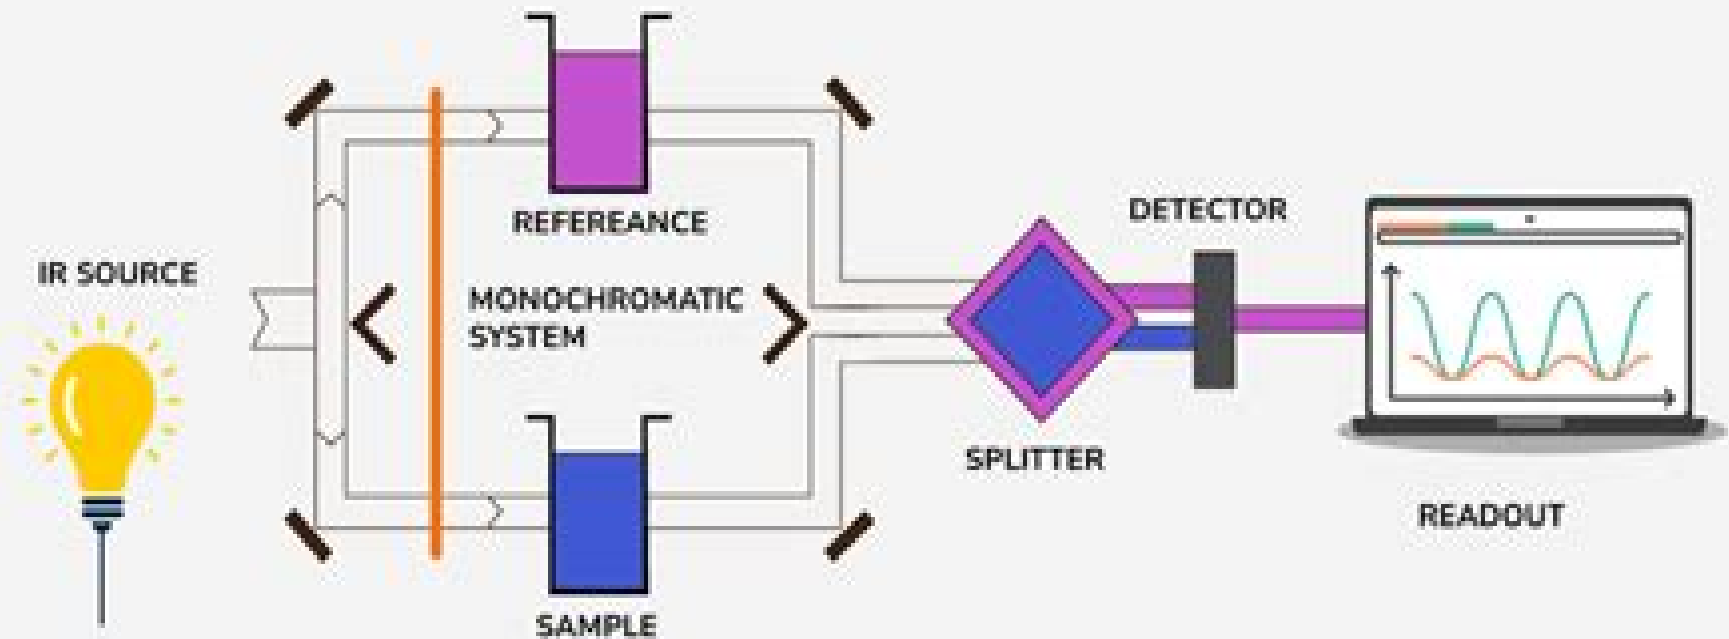 IR SOURCE
REFEREANCE
MONOCHROMATIC
SYSTEM
SAMPLE
SPLITTER
DETECTOR
READOUT